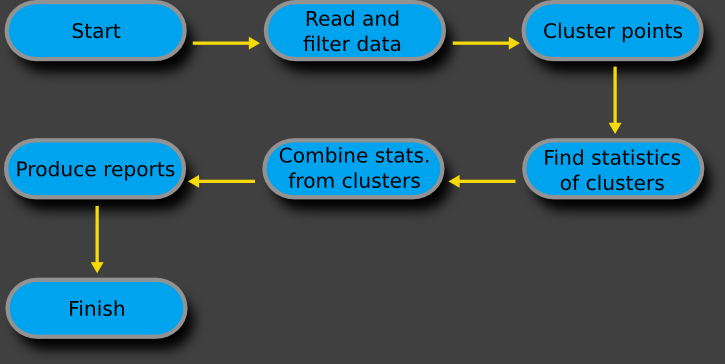 Start
Read and
filter data
Cluster points
Find statistics
of clusters
Combine stats.
from clusters
Produce reports
Finish